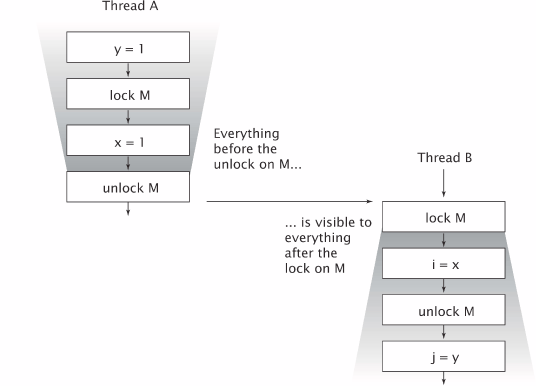 Thread A
y = 1
lock M
x = 1
unlock M
Everything
before the
unlock on M...
... is visible to
everything
after the
lock on M
Thread B
lock M
i = x
unlock M
j = y